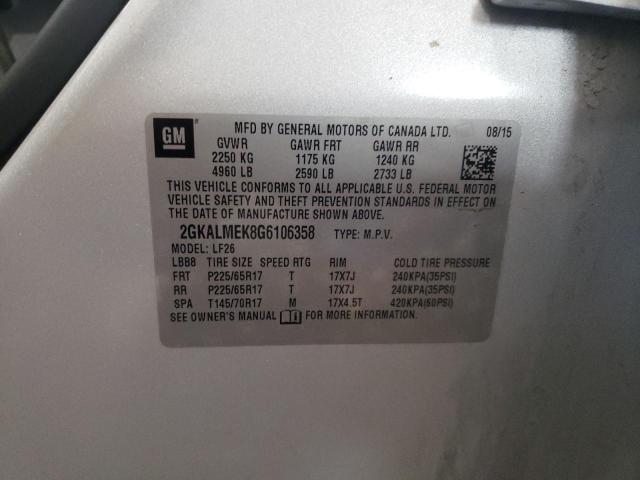 GM ®
MFD BY GENERAL MOTORS OF CANADA LTD. 08/15
GVWR GAWR FRT GAWR RR
2250 KG 1175 KG 1240 KG
4960 LB 2590 LB 2733 LB
THIS VEHICLE CONFORMS TO ALL APPLICABLE U.S. FEDERAL MOTOR
VEHICLE SAFETY AND THEFT PREVENTION STANDARDS IN EFFECT ON
THE DATE OF MANUFACTURE SHOWN ABOVE.
2GKALMEK8G6106358 TYPE: M.P.V.
MODEL: LF26
LBB8 TIRE SIZE SPEED RTG RIM COLD TIRE PRESSURE
FRT P225/65R17 T 17X7J 240KPA(35PSI)
RR P225/65R17 T 17X7J 240KPA(35PSI)
SPA T145/70R17 M 17X4.5T 420KPA(60PSI)
SEE OWNER'S MANUAL FOR MORE INFORMATION.